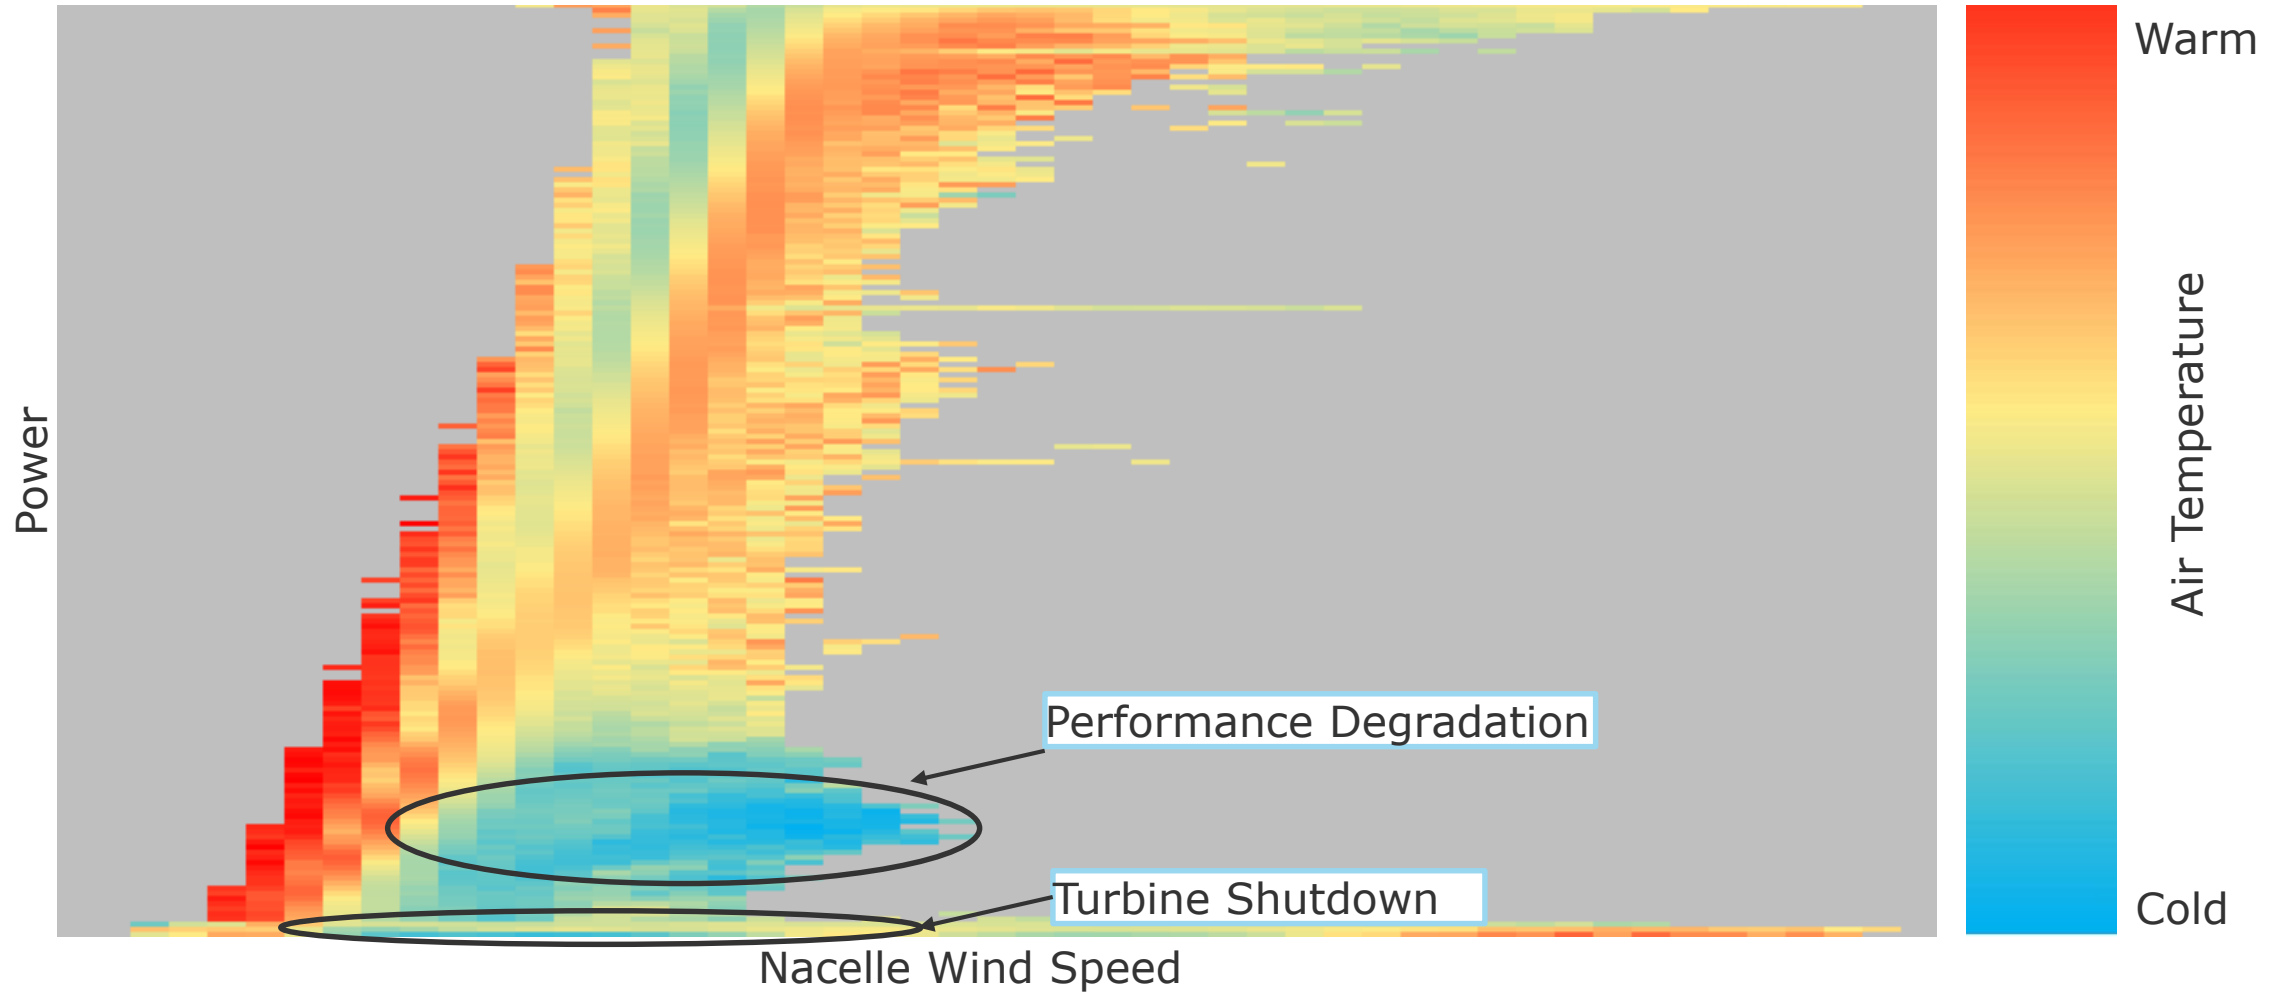 Warm
Air Temperature
Power
Performance Degradation
Turbine Shutdown
Cold
Nacelle Wind Speed